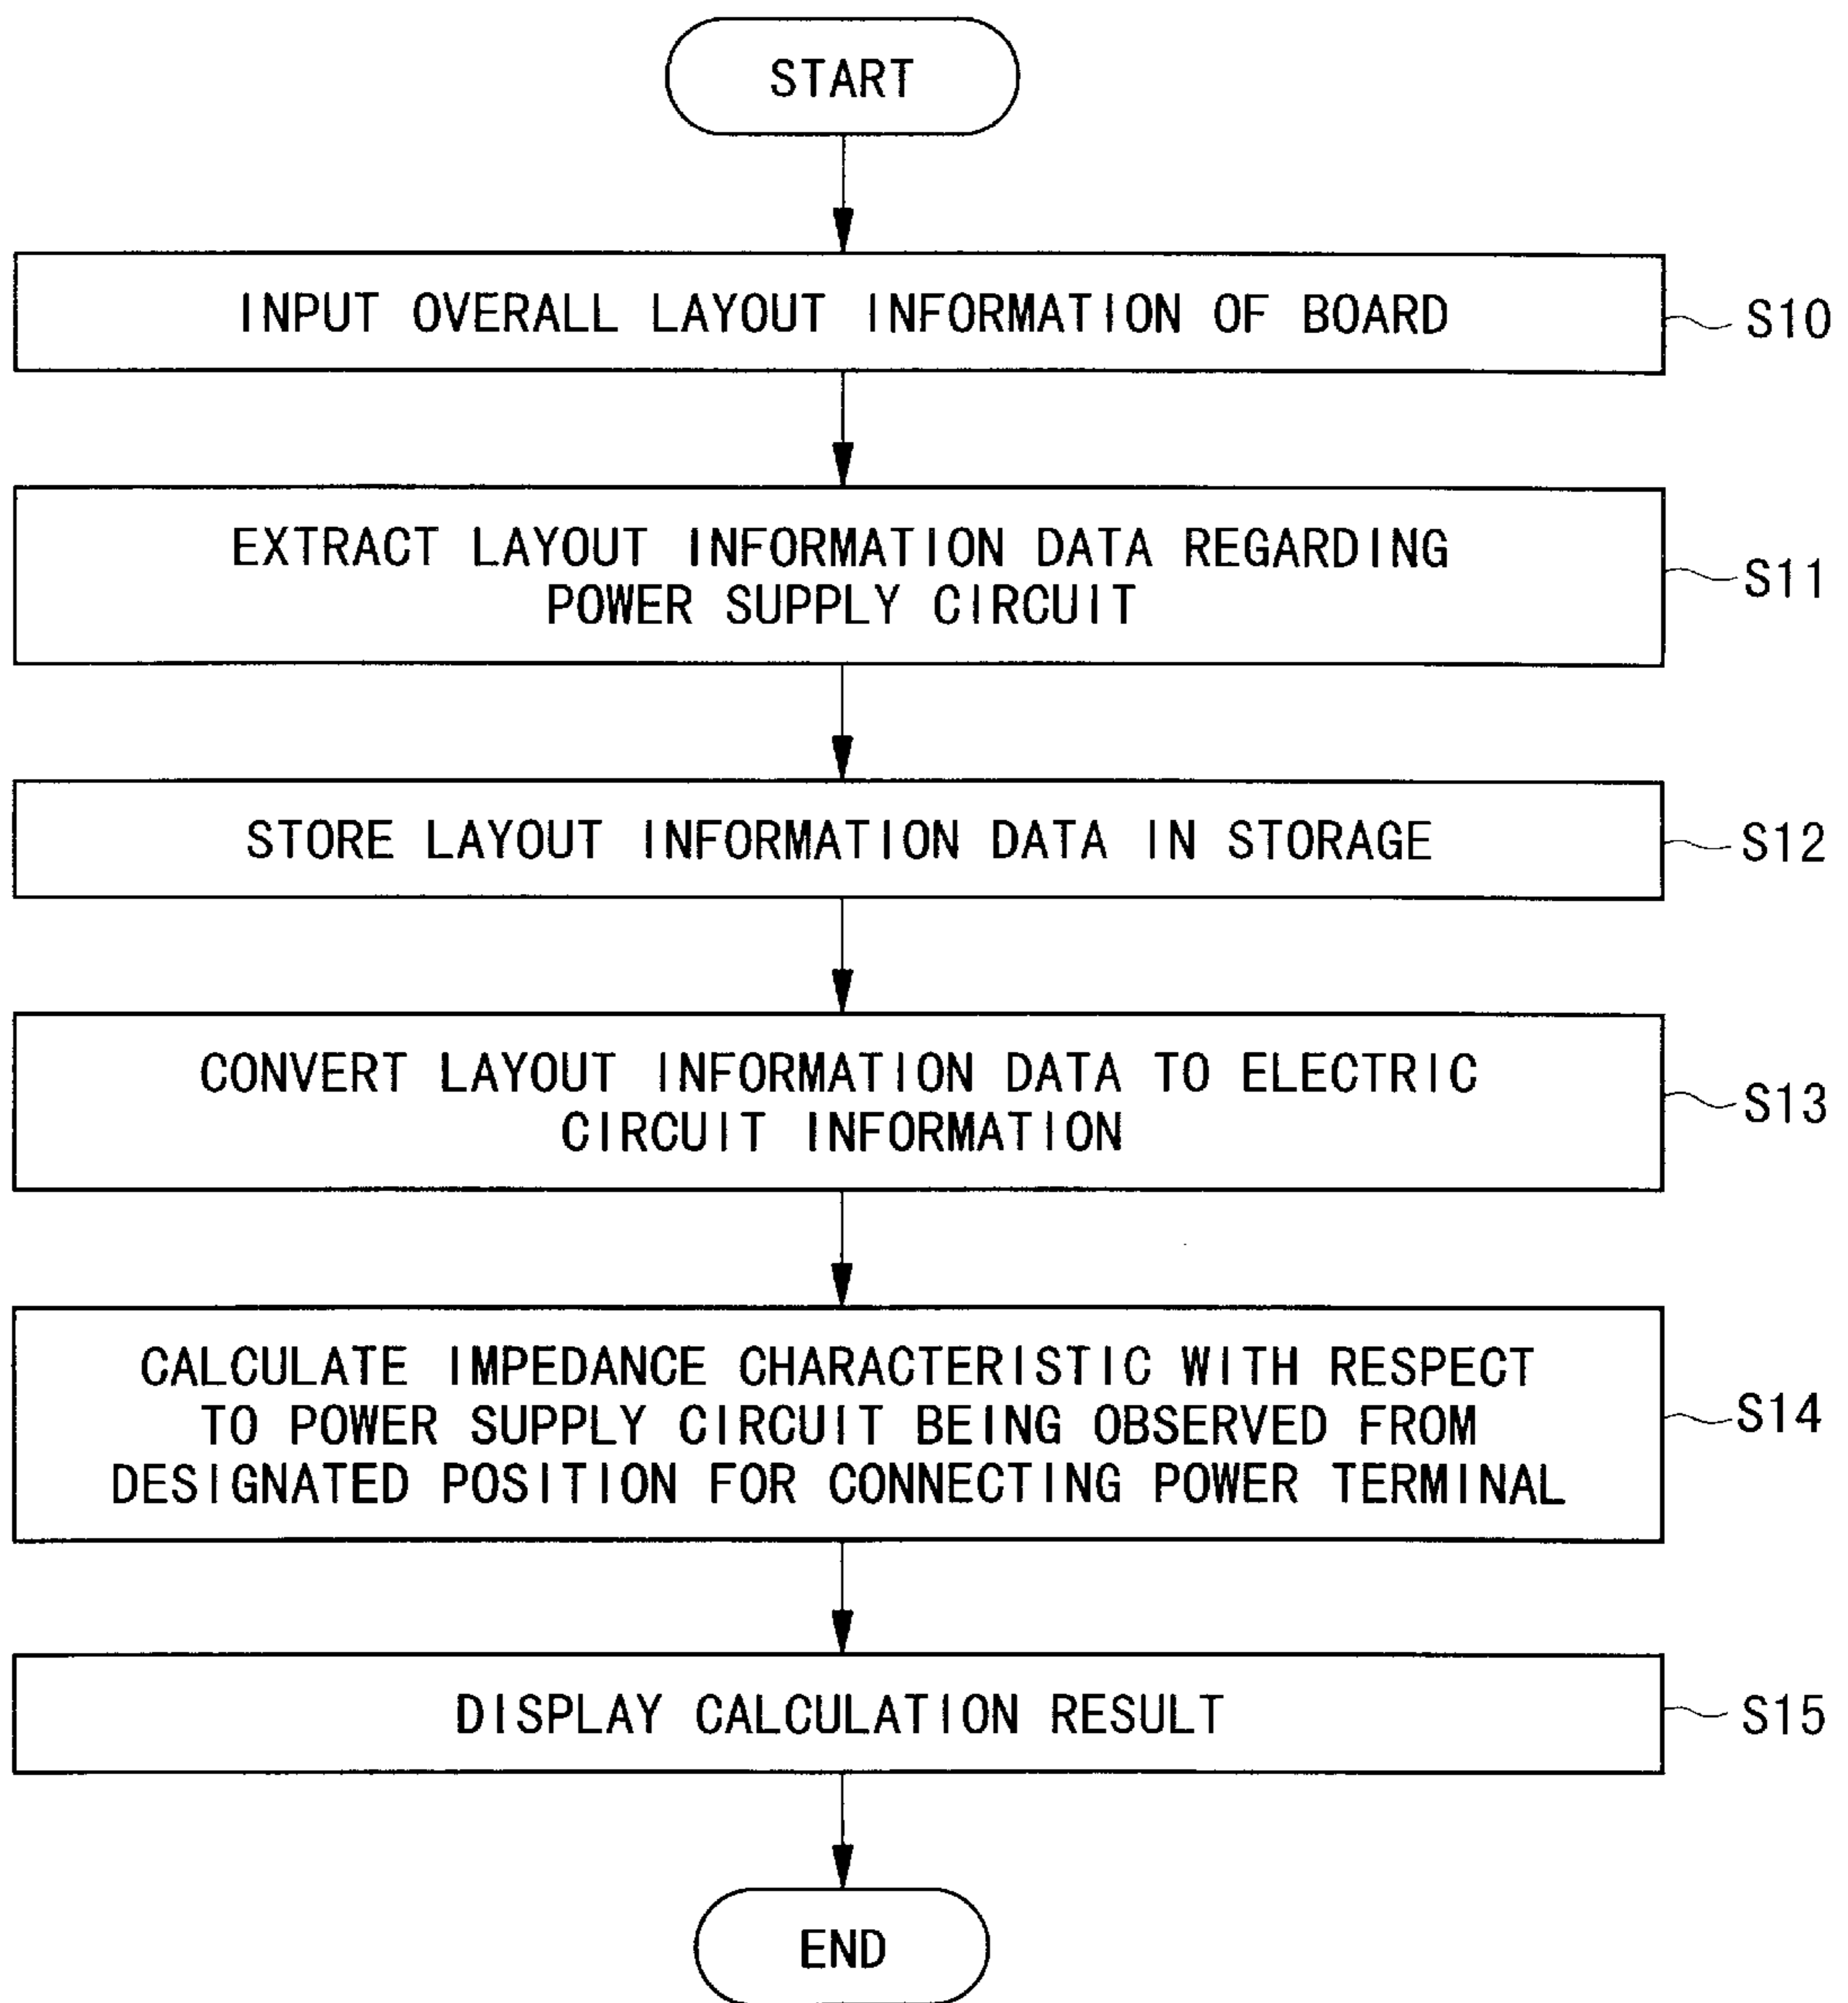 START
INPUT OVERALL LAYOUT INFORMATION OF BOARD
S10
EXTRACT LAYOUT INFORMATION DATA REGARDING
POWER SUPPLY CIRCUIT
S11
STORE LAYOUT INFORMATION DATA IN STORAGE
S12
CONVERT LAYOUT INFORMATION DATA TO ELECTRIC
CIRCUIT INFORMATION
S13
CALCULATE IMPEDANCE CHARACTERISTIC WITH RESPECT
TO POWER SUPPLY CIRCUIT BEING OBSERVED FROM
DESIGNATED POSITION FOR CONNECTING POWER TERMINAL
S14
DISPLAY CALCULATION RESULT
S15
END